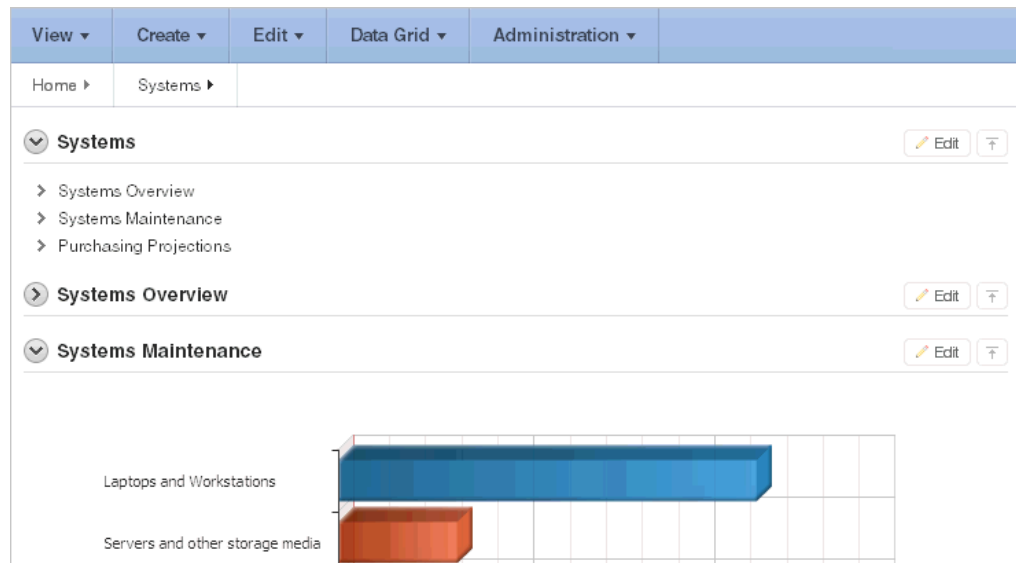 View Create Edit Data Grid Administration
Home Systems
Systems Edit
Systems Overview
Systems Maintenance
Purchasing Projections
Systems Overview Edit
Systems Maintenance Edit
Laptops and Workstations
Servers and other storage media